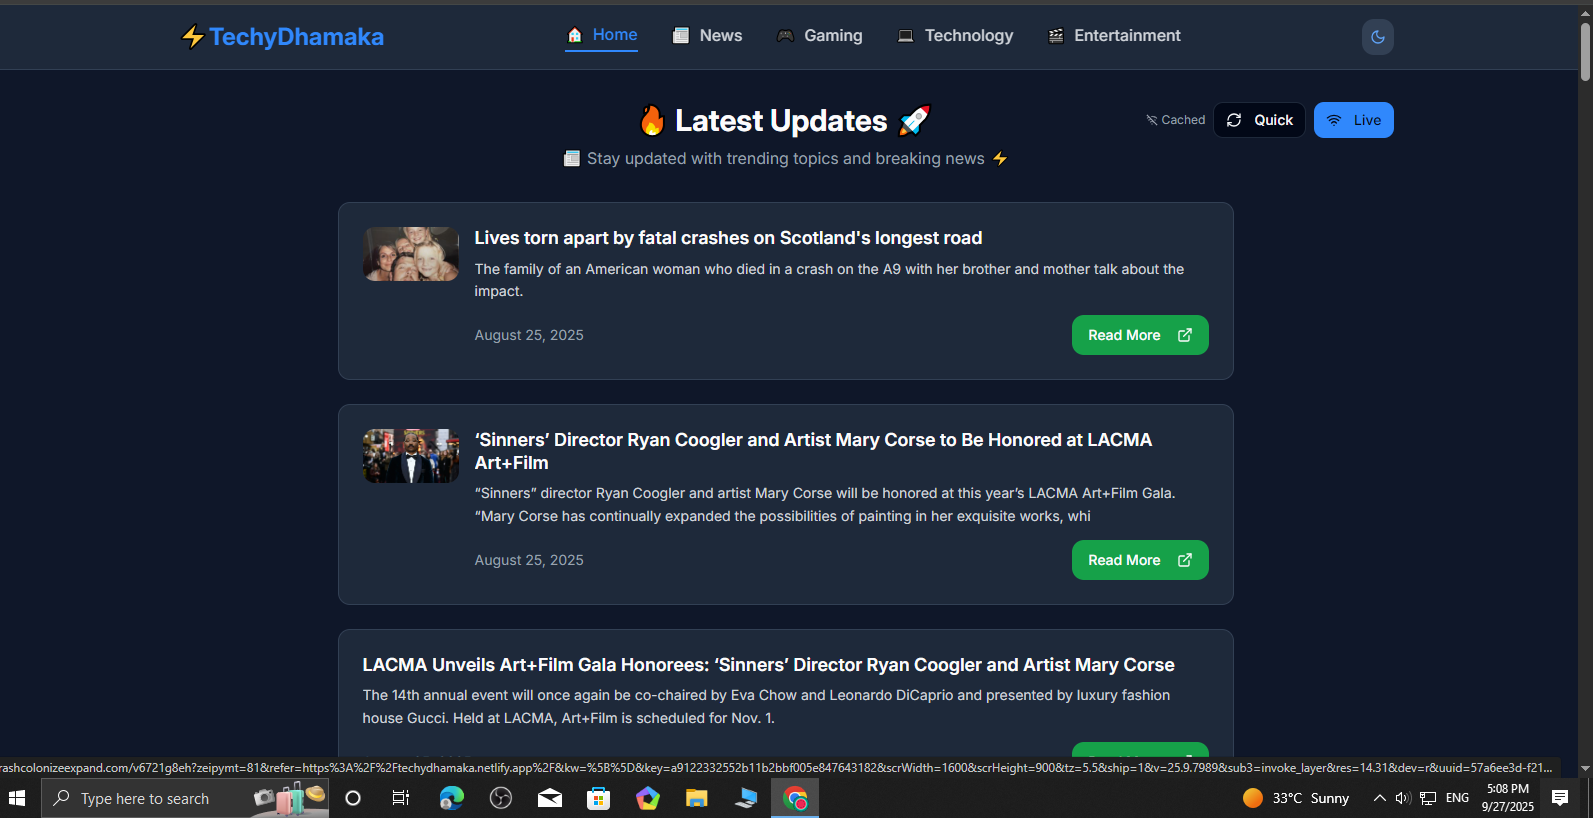 TechyDhamaka
Home News Gaming Technology Entertainment
Latest Updates
Cached Quick Live
Stay updated with trending topics and breaking news
Lives torn apart by fatal crashes on Scotland's longest road
The family of an American woman who died in a crash on the A9 with her brother and mother talk about the
impact.
August 25, 2025
Read More
‘Sinners’ Director Ryan Coogler and Artist Mary Corse to Be Honored at LACMA
Art+Film
“Sinners” director Ryan Coogler and artist Mary Corse will be honored at this year’s LACMA Art+Film Gala.
“Mary Corse has continually expanded the possibilities of painting in her exquisite works, whi
August 25, 2025
Read More
LACMA Unveils Art+Film Gala Honorees: ‘Sinners’ Director Ryan Coogler and Artist Mary Corse
The 14th annual event will once again be co-chaired by Eva Chow and Leonardo DiCaprio and presented by luxury fashion
house Gucci. Held at LACMA, Art+Film is scheduled for Nov. 1.
rashcolonizeexpand.com/v6721g8eh?zeipymt=81&refer=https%3A%2F%2Ftechydhamaka.netlify.app%2F&kw=%5B%5D&key=a9122332552b11b2bbf005e847643182&scrWidth=1600&scrHeight=900&tz=5.5&ship=1&v=25.9.7989&sub3=invoke_layer&res=14.31&dev=r&uuid=57a6ee3d-f21...
Type here to search
33°C Sunny
ENG
5:08 PM
9/27/2025